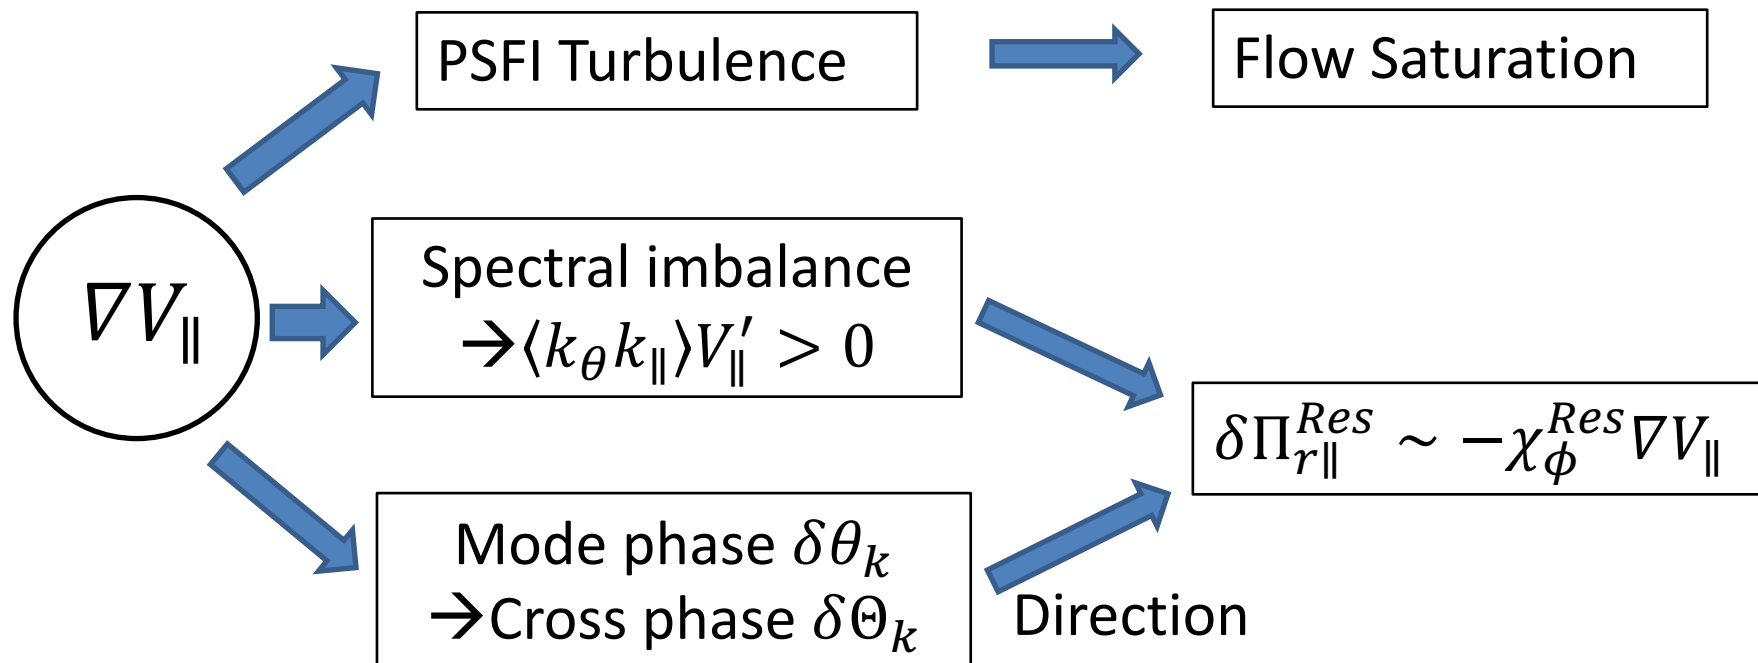 PSFI Turbulence
Flow Saturation
∇V∥
Spectral imbalance
→⟨k_θ k_∥⟩V′_∥ > 0
δΠ^{Res}_{r∥} ~ −χ^{Res}_ϕ ∇V_∥
Mode phase δθ_k
→Cross phase δΘ_k
Direction